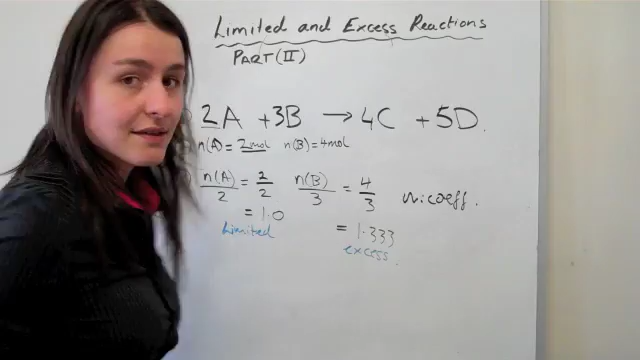 Limited and Excess Reactions
PART (II)
2A + 3B → 4C + 5D.
n(A) = 2mol n(B) = 4mol
n(A)/2 = 2/2 n(B)/3 = 4/3 n:coeff.
= 1.0 = 1.333
Limited excess.